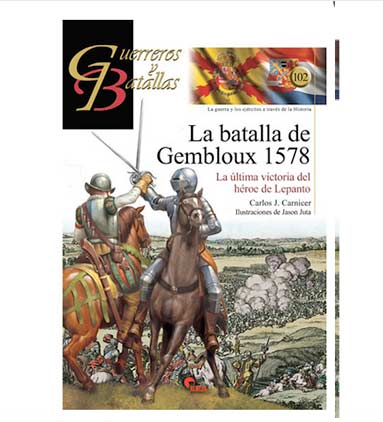 Guerreros
y
Batallas
102
La guerra y los ejércitos a través de la Historia
La batalla de
Gembloux 1578
La última victoria del
héroe de Lepanto
Carlos J. Carnicer
Ilustraciones de Jason Juta